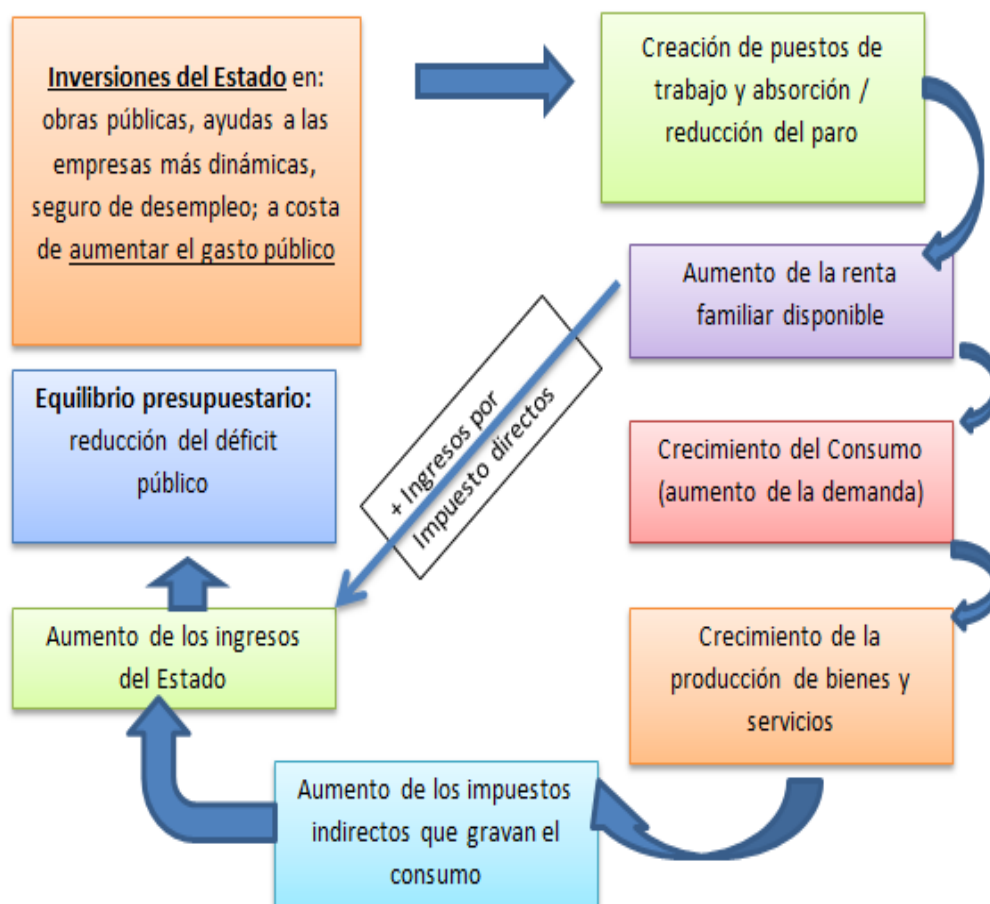 Inversiones del Estado en:
obras públicas, ayudas a las
empresas más dinámicas,
seguro de desempleo; a costa
de aumentar el gasto público
Creación de puestos de
trabajo y absorción /
reducción del paro
Aumento de la renta
familiar disponible
Crecimiento del Consumo
(aumento de la demanda)
Crecimiento de la
producción de bienes y
servicios
Aumento de los impuestos
indirectos que gravan el
consumo
Aumento de los ingresos
del Estado
Equilibrio presupuestario:
reducción del déficit
público
+ Ingresos por
Impuesto directos